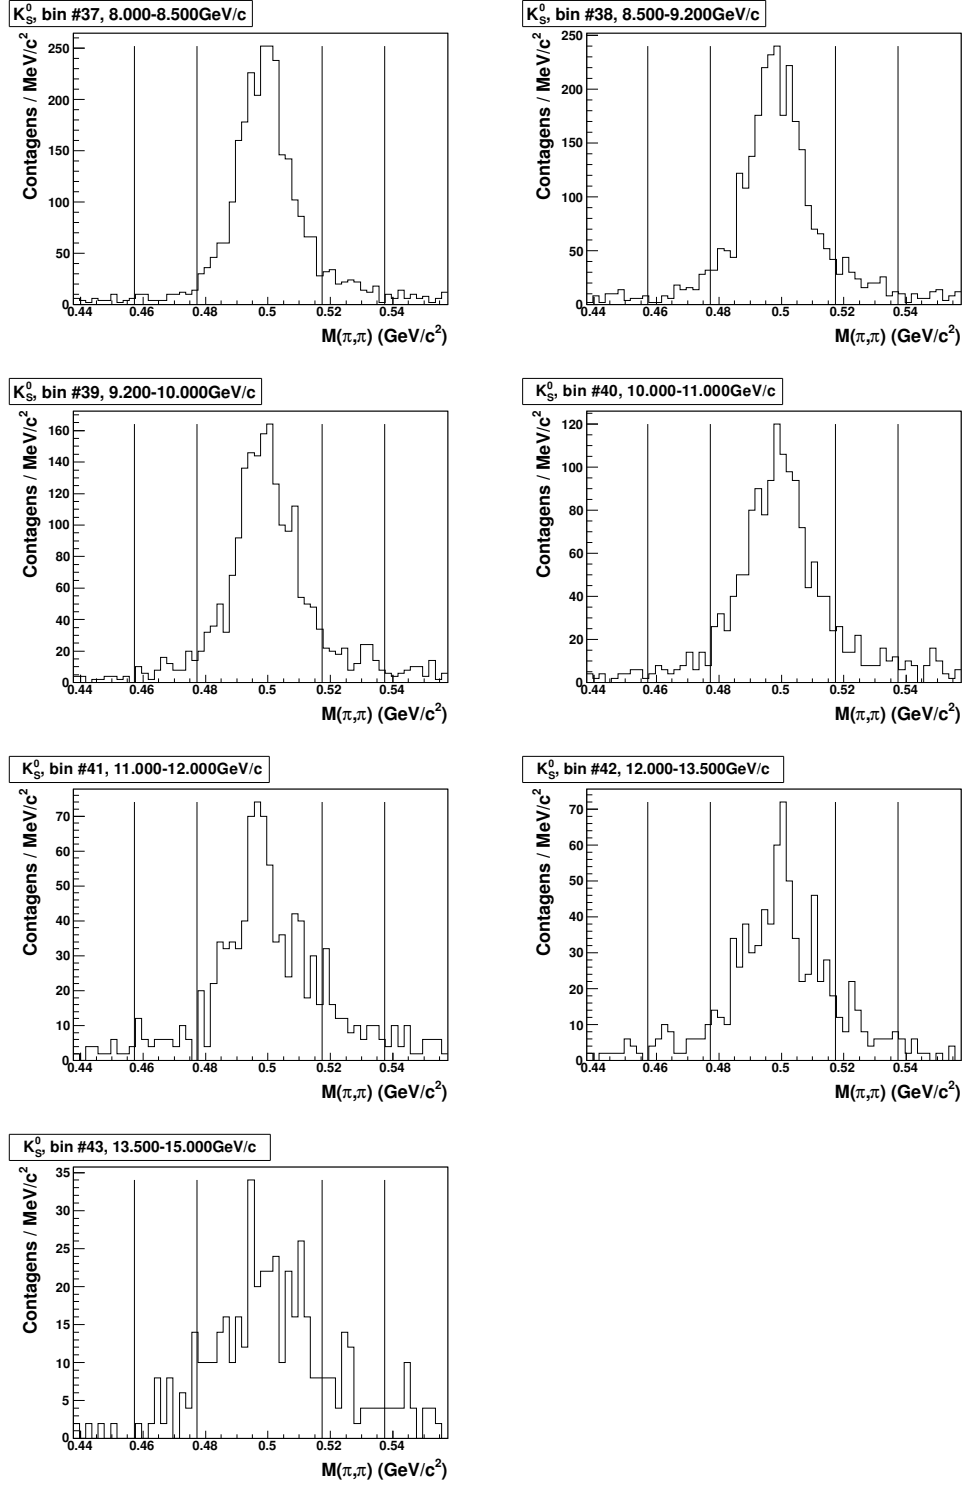 K⁰_S, bin #37, 8.000-8.500GeV/c
Contagens / MeV/c²
250
200
150
100
50
0
0.44 0.46 0.48 0.5 0.52 0.54
M(π,π) (GeV/c²)
K⁰_S, bin #38, 8.500-9.200GeV/c
Contagens / MeV/c²
250
200
150
100
50
0
0.44 0.46 0.48 0.5 0.52 0.54
M(π,π) (GeV/c²)
K⁰_S, bin #39, 9.200-10.000GeV/c
Contagens / MeV/c²
160
140
120
100
80
60
40
20
0
0.44 0.46 0.48 0.5 0.52 0.54
M(π,π) (GeV/c²)
K⁰_S, bin #40, 10.000-11.000GeV/c
Contagens / MeV/c²
120
100
80
60
40
20
0
0.44 0.46 0.48 0.5 0.52 0.54
M(π,π) (GeV/c²)
K⁰_S, bin #41, 11.000-12.000GeV/c
Contagens / MeV/c²
70
60
50
40
30
20
10
0
0.44 0.46 0.48 0.5 0.52 0.54
M(π,π) (GeV/c²)
K⁰_S, bin #42, 12.000-13.500GeV/c
Contagens / MeV/c²
70
60
50
40
30
20
10
0
0.44 0.46 0.48 0.5 0.52 0.54
M(π,π) (GeV/c²)
K⁰_S, bin #43, 13.500-15.000GeV/c
Contagens / MeV/c²
35
30
25
20
15
10
5
0
0.44 0.46 0.48 0.5 0.52 0.54
M(π,π) (GeV/c²)